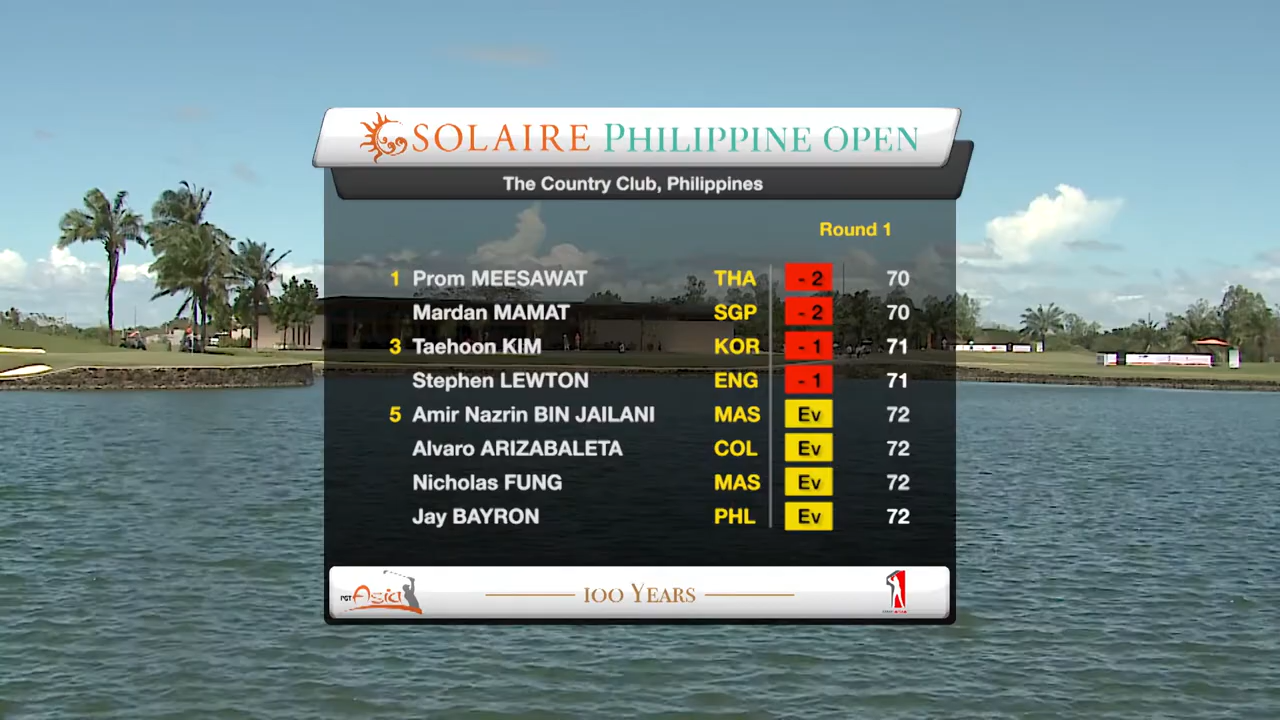 SOLAIRE PHILIPPINE OPEN
The Country Club, Philippines
Round 1
1 Prom MEESAWAT THA - 2 70
Mardan MAMAT SGP - 2 70
3 Taehoon KIM KOR - 1 71
Stephen LEWTON ENG - 1 71
5 Amir Nazrin BIN JAILANI MAS Ev 72
Alvaro ARIZABALETA COL Ev 72
Nicholas FUNG MAS Ev 72
Jay BAYRON PHL Ev 72
PGT Asia 100 YEARS